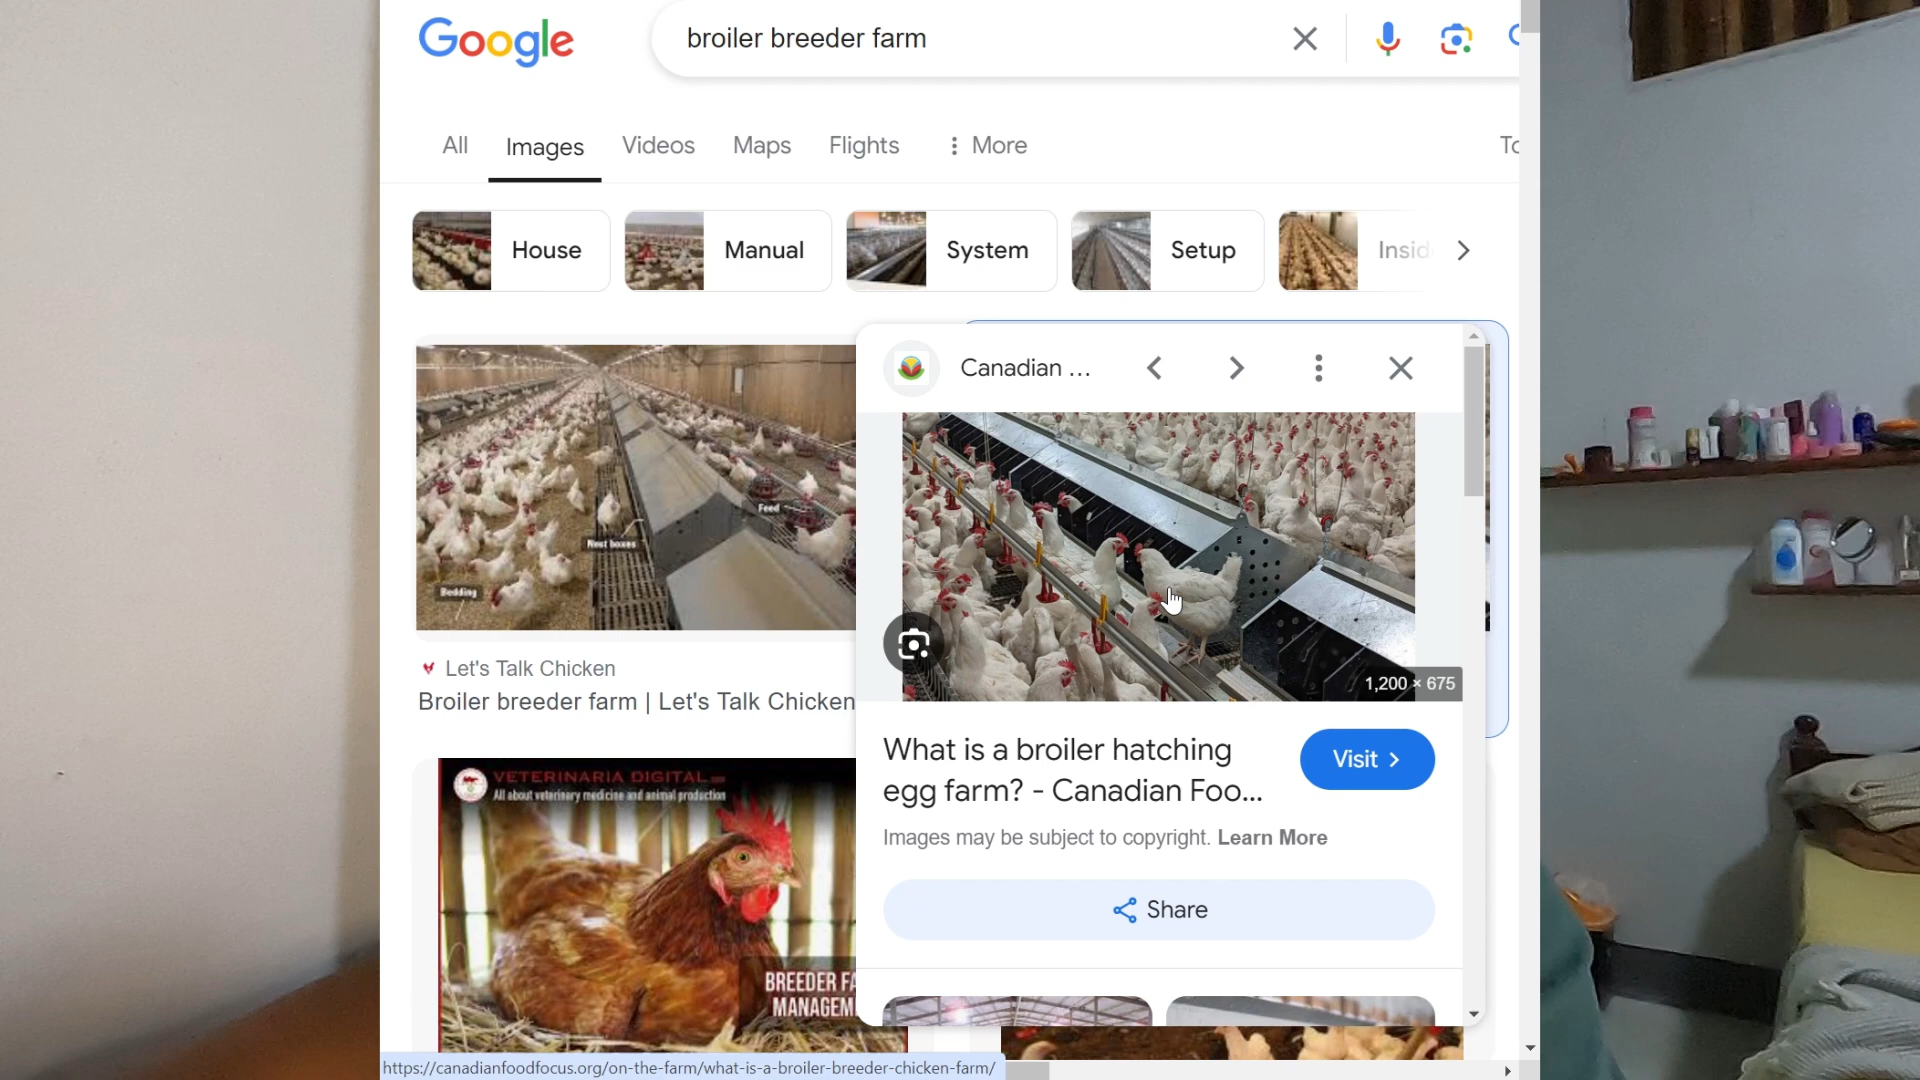 Google
broiler breeder farm
All
Images
Videos
Maps
Flights
More
House
Manual
System
Setup
Canadian ...
Feed
Nest boxes
Bedding
1,200 × 675
Let's Talk Chicken
Broiler breeder farm | Let's Talk Chicken
What is a broiler hatching
egg farm? - Canadian Foo...
Visit
Images may be subject to copyright. Learn More
Share
VETERINARIA DIGITAL
All about veterinary medicine and animal production
BREEDER FA
MANAGEM
https://canadianfoodfocus.org/on-the-farm/what-is-a-broiler-breeder-chicken-farm/